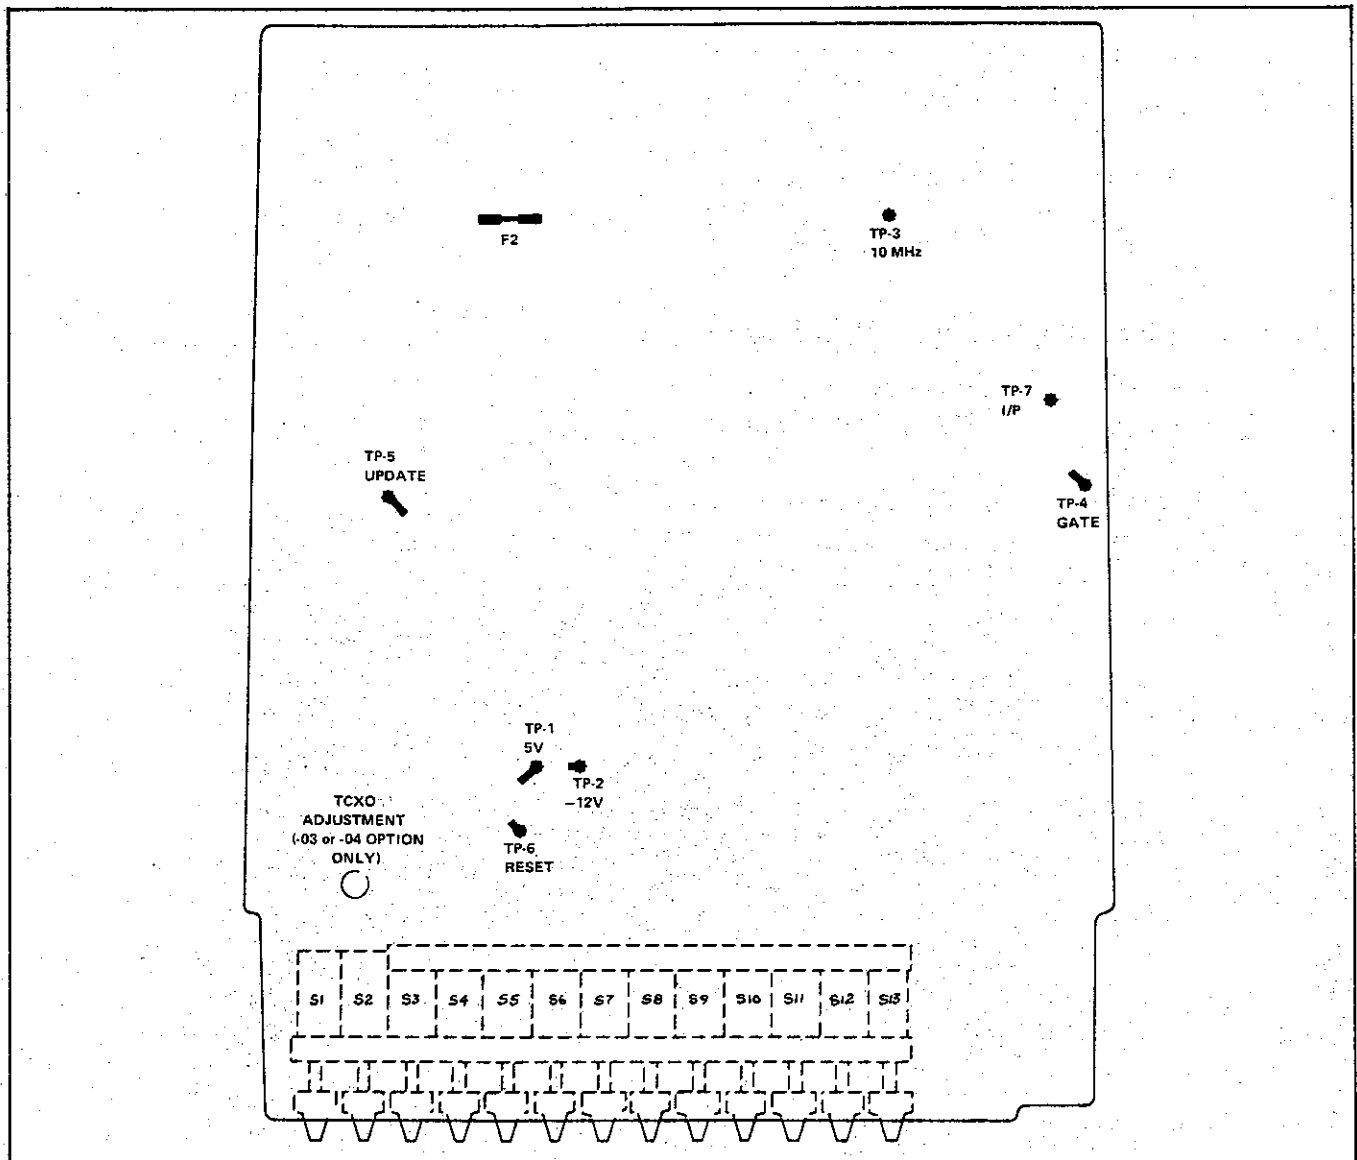 F2
TP-3
10 MHz
TP-7
I/P
TP-5
UPDATE
TP-4
GATE
TP-1
5V
TP-2
–12V
TCXO
ADJUSTMENT
(-03 or -04 OPTION
ONLY)
TP-6
RESET
S1 S2 S3 S4 S5 S6 S7 S8 S9 S10 S11 S12 S13